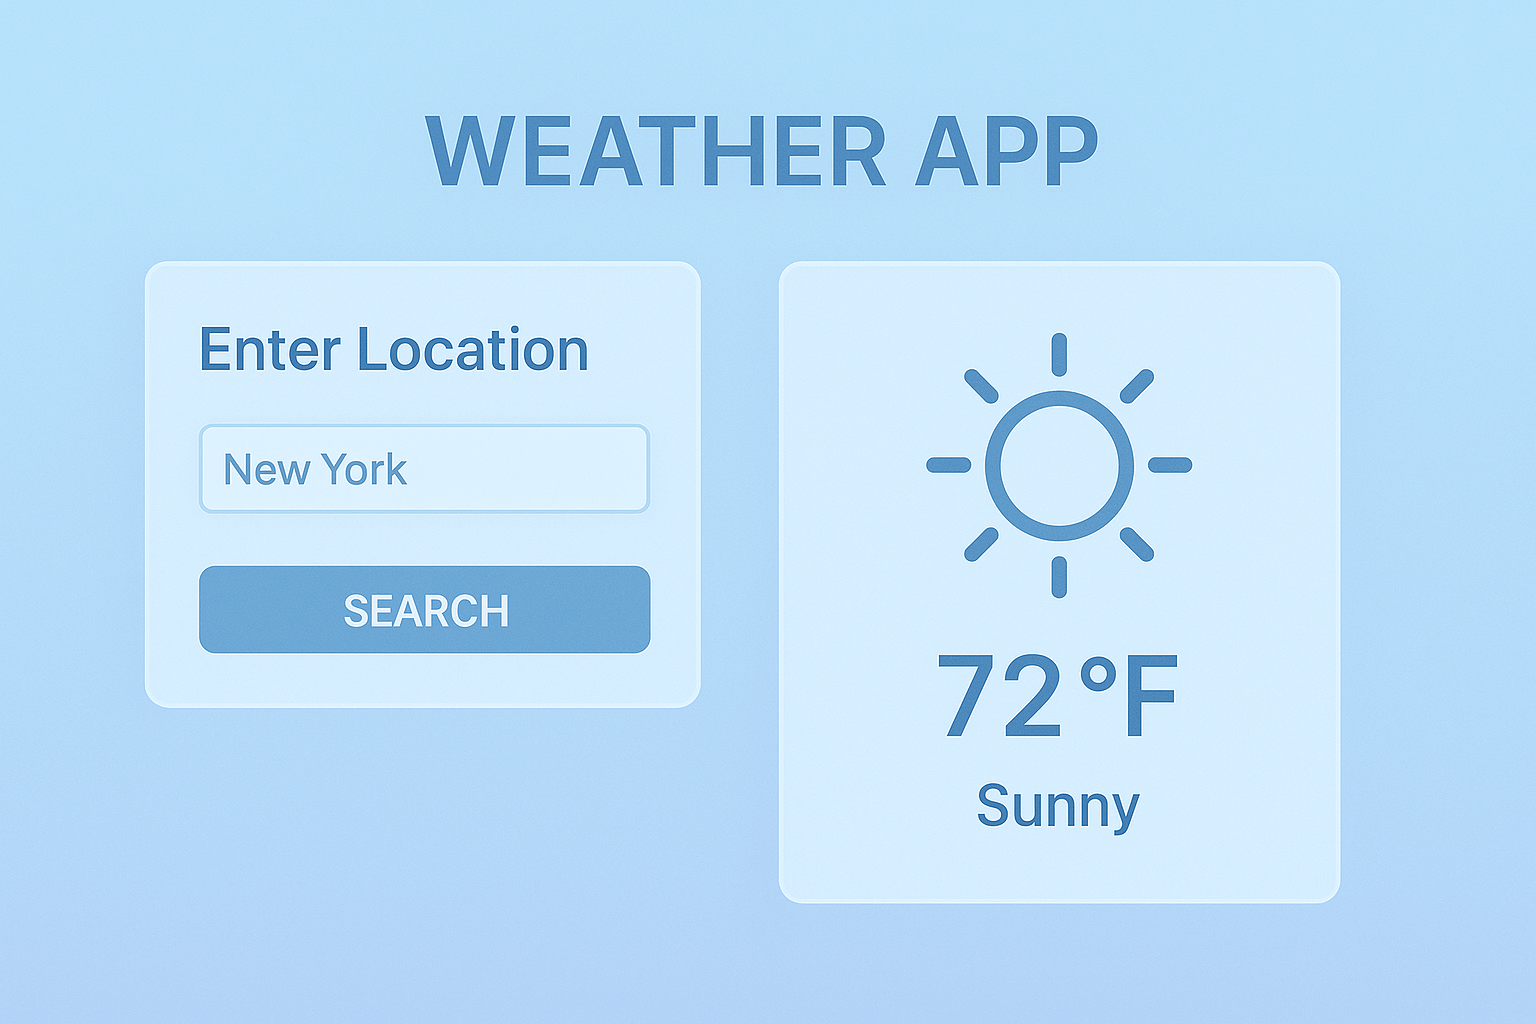 WEATHER APP
Enter Location
New York
SEARCH
72°F
Sunny